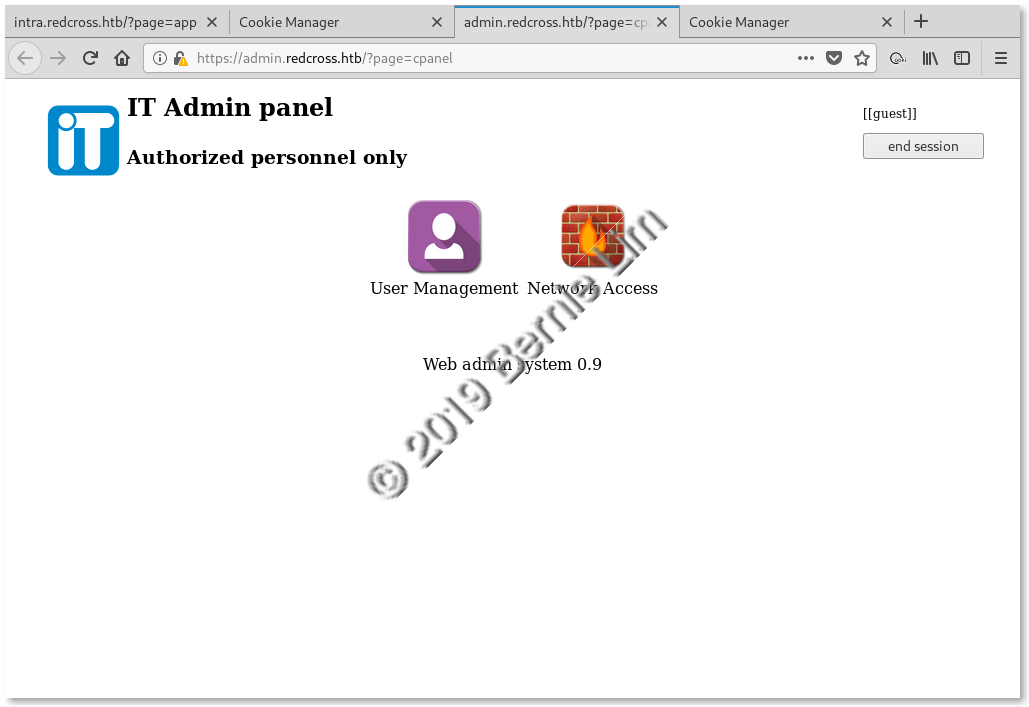 intra.redcross.htb/?page=app
Cookie Manager
admin.redcross.htb/?page=cp
Cookie Manager
https://admin.redcross.htb/?page=cpanel
iT
IT Admin panel
Authorized personnel only
[[guest]]
end session
User Management
Network Access
Web admin system 0.9
© 2019 Bernie Lim